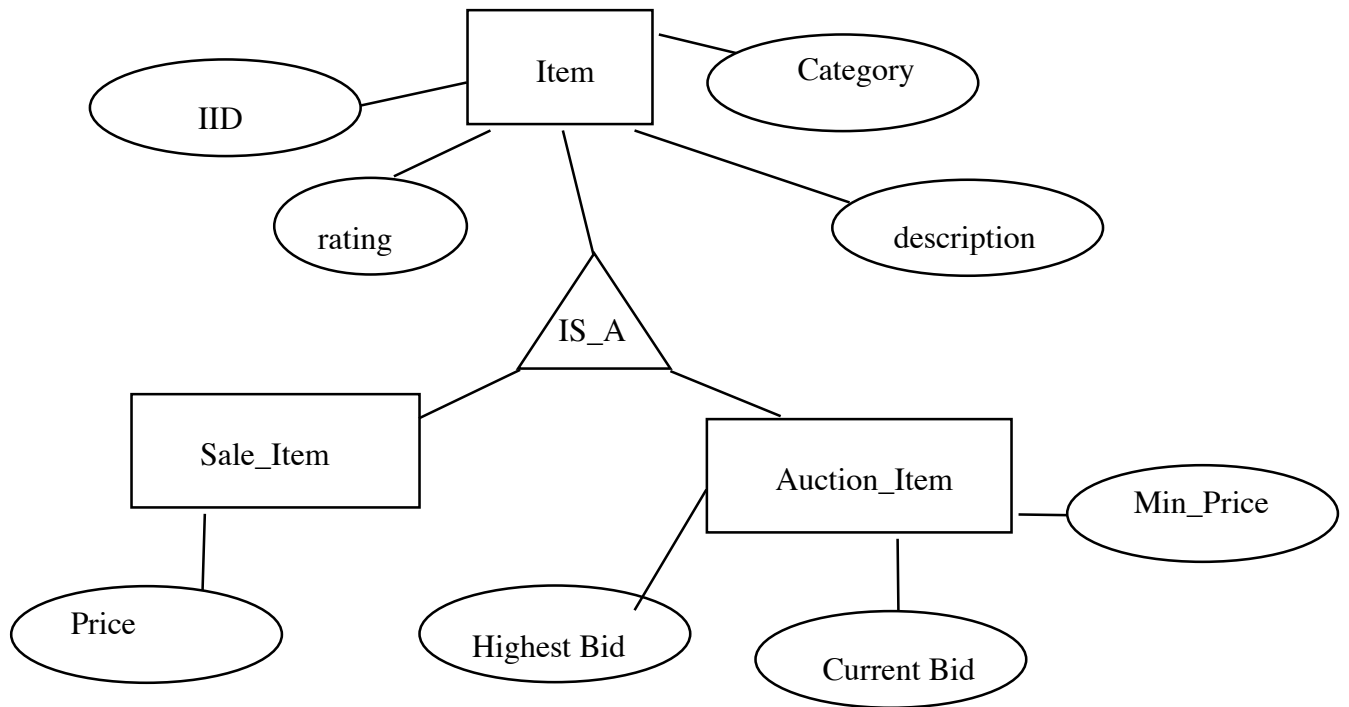 Item
Category
IID
rating
description
IS_A
Sale_Item
Auction_Item
Min_Price
Price
Highest Bid
Current Bid